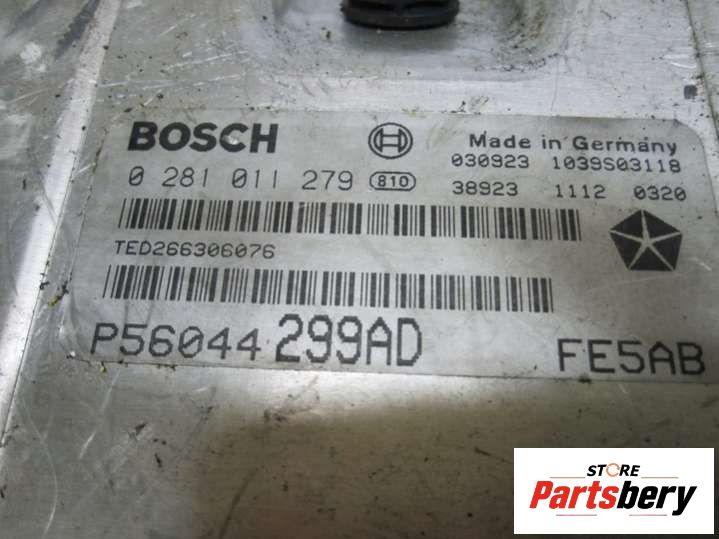 BOSCH
Made in Germany
030923 1039S03118
0 281 011 279 810
38923 1112 0320
TED266306076
P56044 299AD
FE5AB
STORE
Partsbery